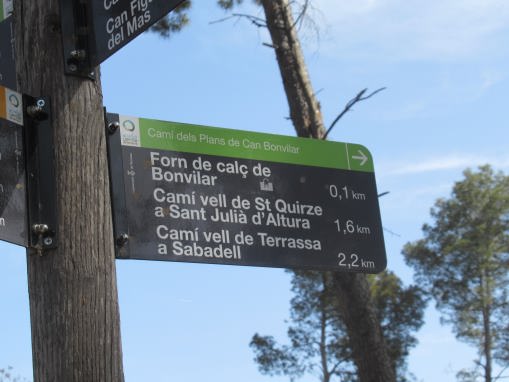 Can Figu
del Mas
Camí dels Plans de Can Bonvilar
Forn de calç de
Bonvilar 0,1 km
Camí vell de St Quirze
a Sant Julià d'Altura 1,6 km
Camí vell de Terrassa
a Sabadell 2,2 km